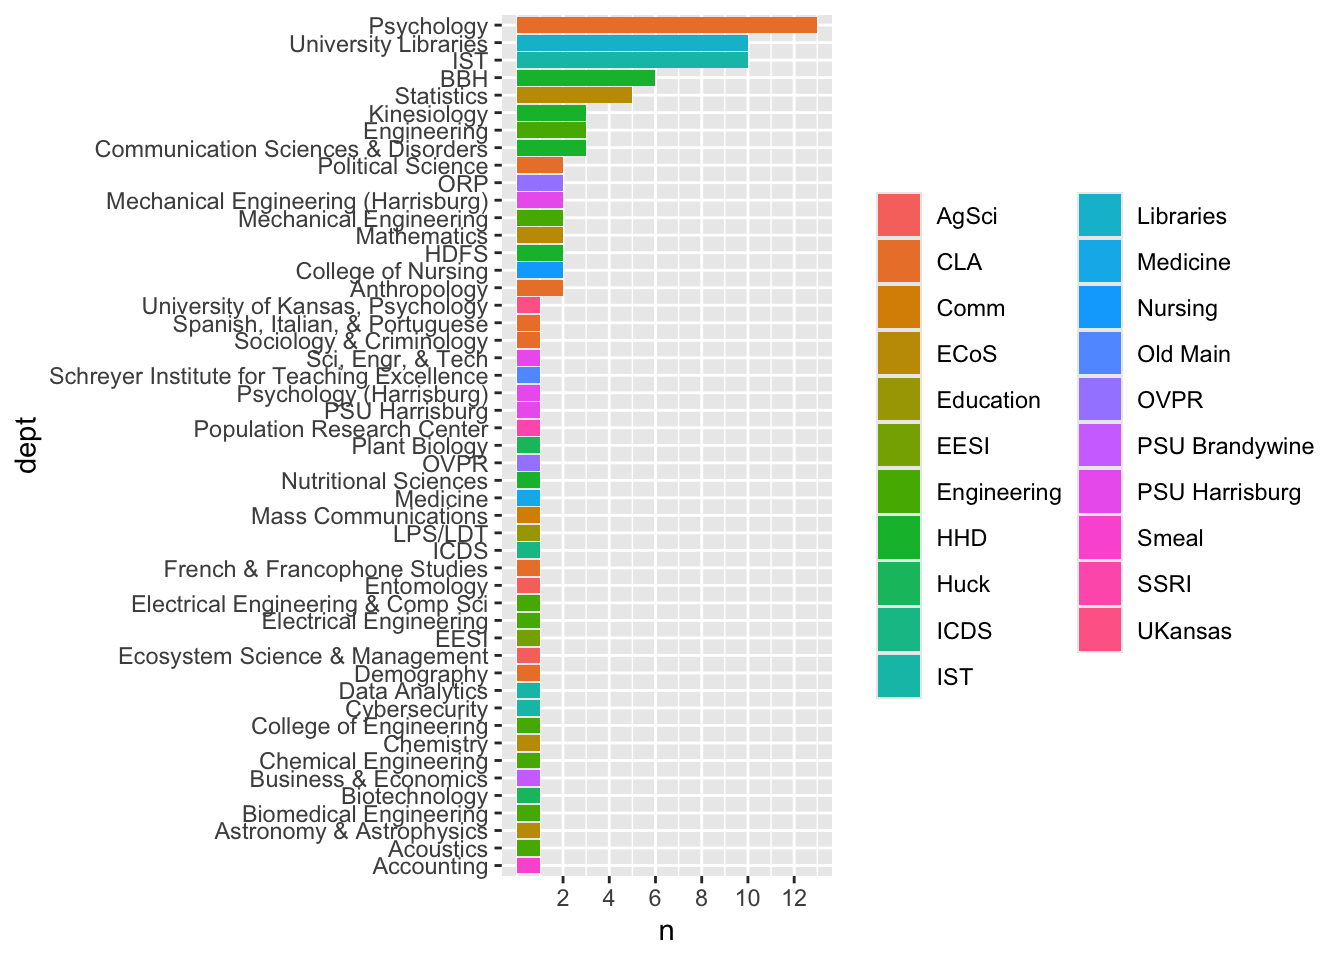 Psychology
University Libraries
IST
BBH
Statistics
Kinesiology
Engineering
Communication Sciences & Disorders
Political Science
ORP
Mechanical Engineering (Harrisburg)
Mechanical Engineering
Mathematics
HDFS
College of Nursing
Anthropology
University of Kansas, Psychology
Spanish, Italian, & Portuguese
Sociology & Criminology
Sci, Engr, & Tech
Schreyer Institute for Teaching Excellence
Psychology (Harrisburg)
PSU Harrisburg
Population Research Center
Plant Biology
OVPR
Nutritional Sciences
Medicine
Mass Communications
LPS/LDT
ICDS
French & Francophone Studies
Entomology
Electrical Engineering & Comp Sci
Electrical Engineering
EESI
Ecosystem Science & Management
Demography
Data Analytics
Cybersecurity
College of Engineering
Chemistry
Chemical Engineering
Business & Economics
Biotechnology
Biomedical Engineering
Astronomy & Astrophysics
Acoustics
Accounting
dept
2 4 6 8 10 12
n
AgSci
CLA
Comm
ECoS
Education
EESI
Engineering
HHD
Huck
ICDS
IST
Libraries
Medicine
Nursing
Old Main
OVPR
PSU Brandywine
PSU Harrisburg
Smeal
SSRI
UKansas